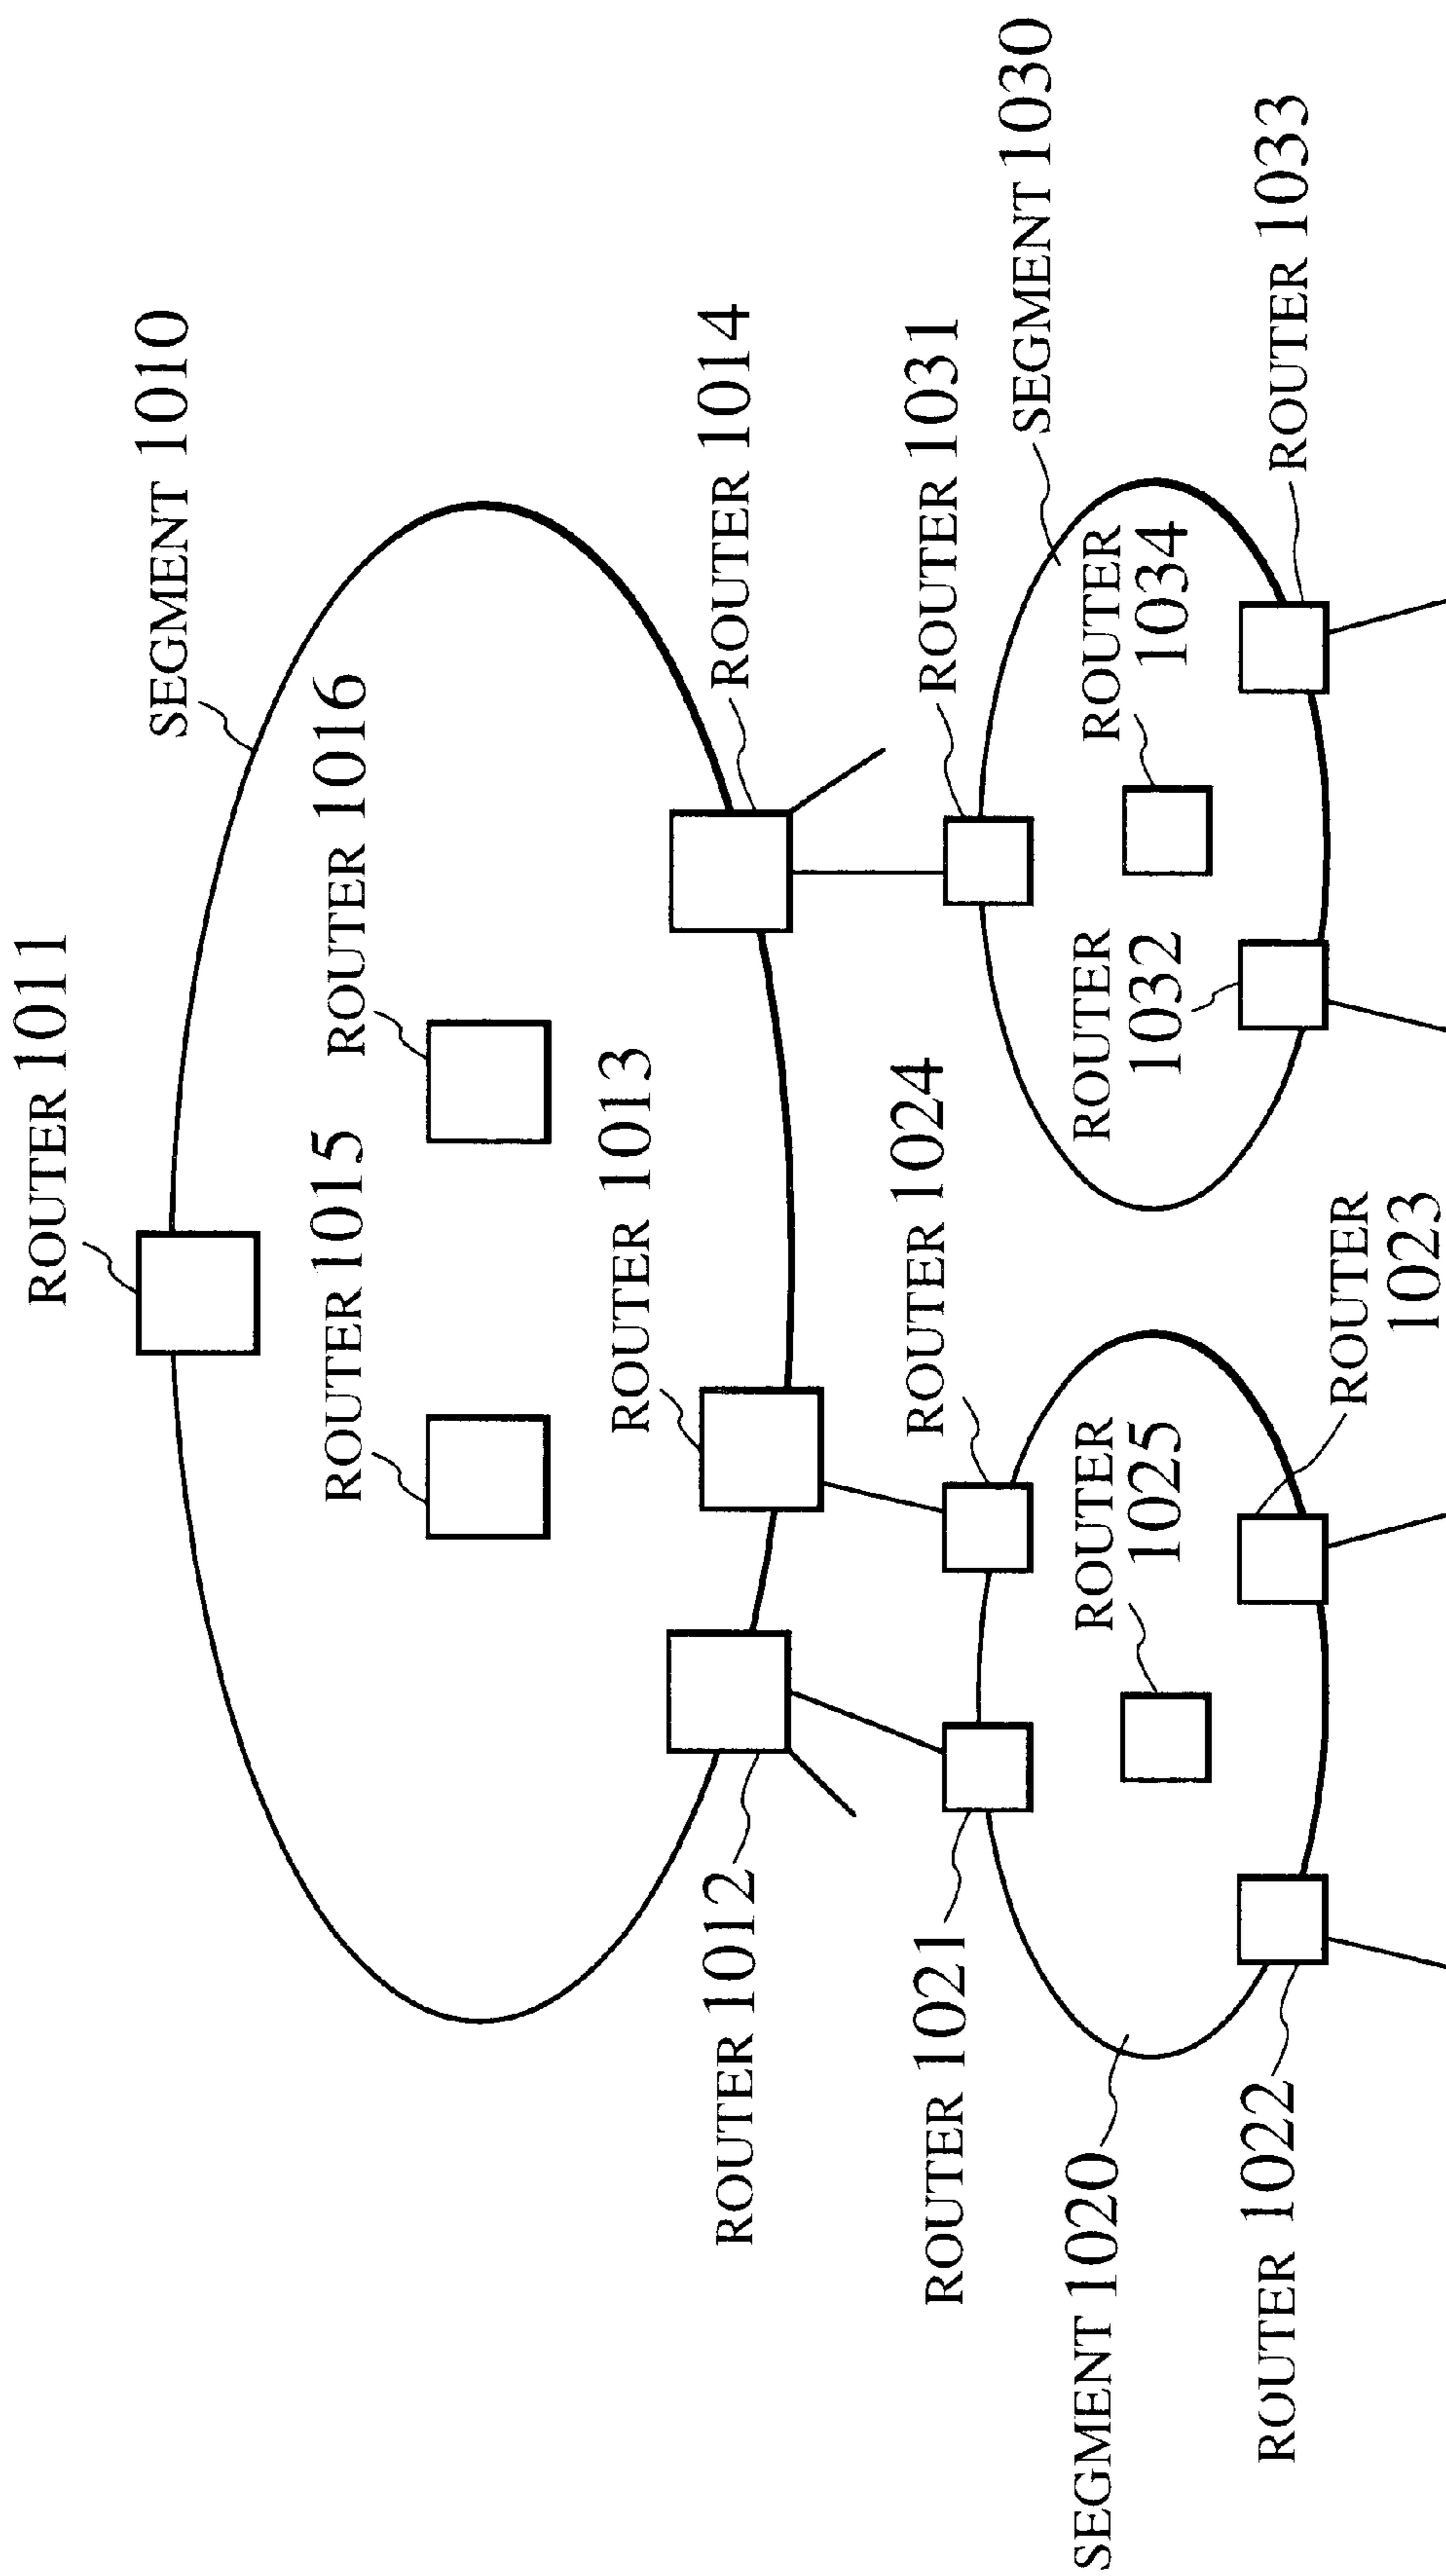 ROUTER 1011
SEGMENT 1010
ROUTER 1015
ROUTER 1016
ROUTER 1013
ROUTER 1012
ROUTER 1014
ROUTER 1021
ROUTER 1024
ROUTER 1031
SEGMENT 1030
SEGMENT 1020
ROUTER
1025
ROUTER
1032
ROUTER
1034
ROUTER 1022
ROUTER
1023
ROUTER 1033